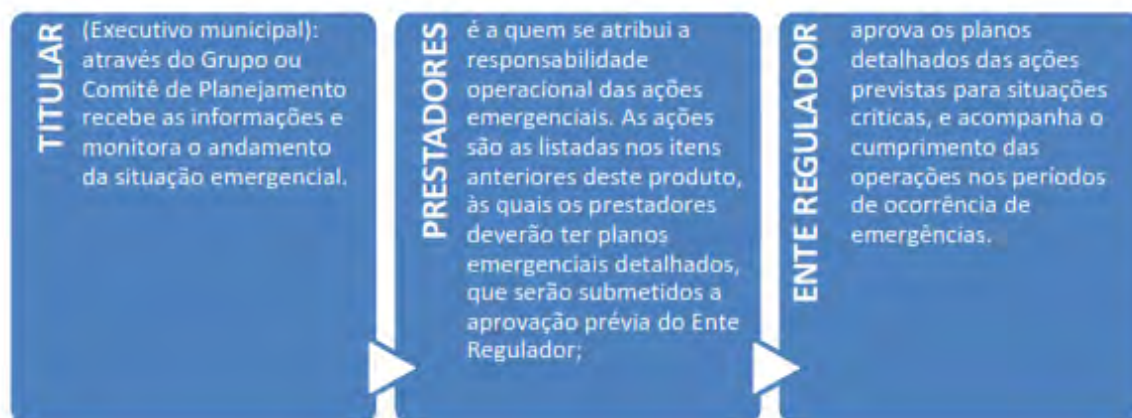 TITULAR
(Executivo municipal):
através do Grupo ou
Comitê de Planejamento
recebe as informações e
monitora o andamento
da situação emergencial.
PRESTADORES
é a quem se atribui a
responsabilidade
operacional das ações
emergenciais. As ações
são as listadas nos itens
anteriores deste produto,
às quais os prestadores
deverão ter planos
emergenciais detalhados,
que serão submetidos a
aprovação prévia do Ente
Regulador;
ENTE REGULADOR
aprova os planos
detalhados das ações
previstas para situações
críticas, e acompanha o
cumprimento das
operações nos períodos
de ocorrência de
emergências.